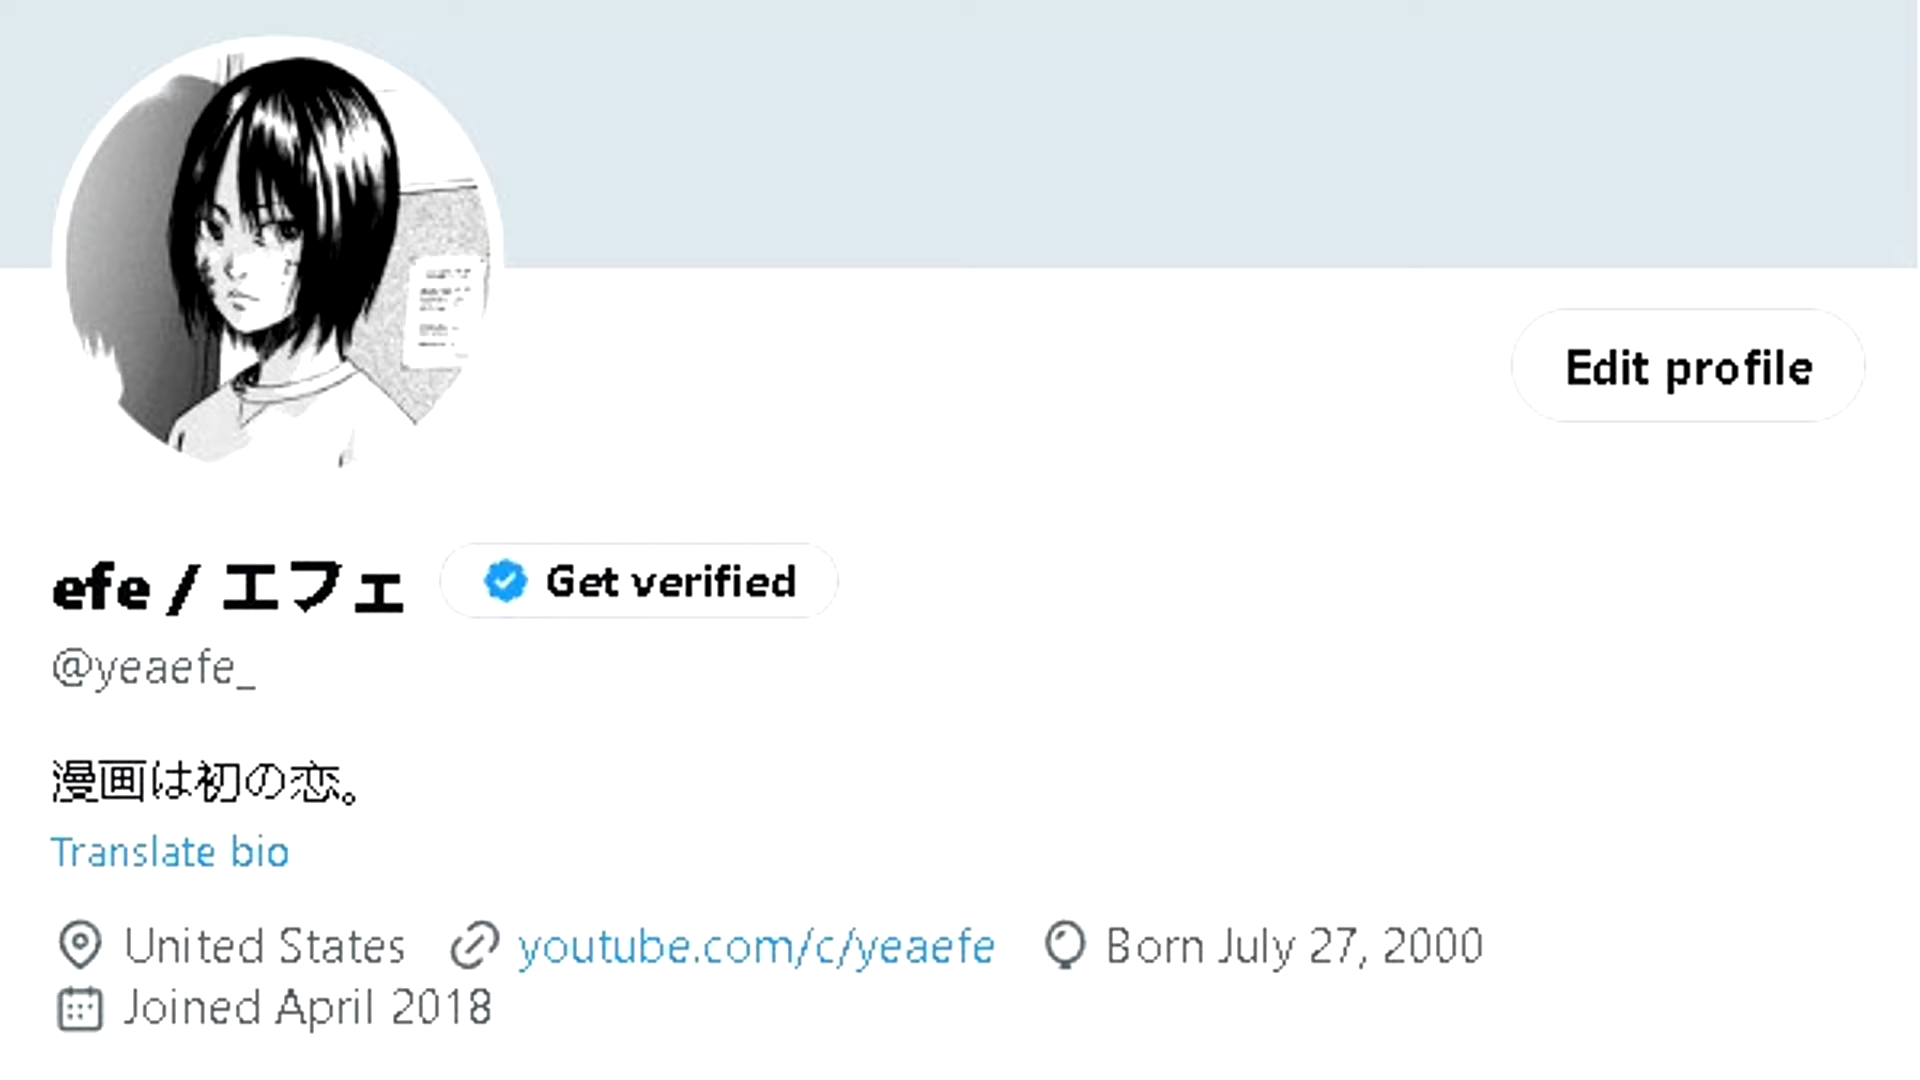 Edit profile
efe / エフェ
Get verified
@yeaefe_
漫画は初の恋。
Translate bio
United States youtube.com/c/yeaefe Born July 27, 2000
Joined April 2018